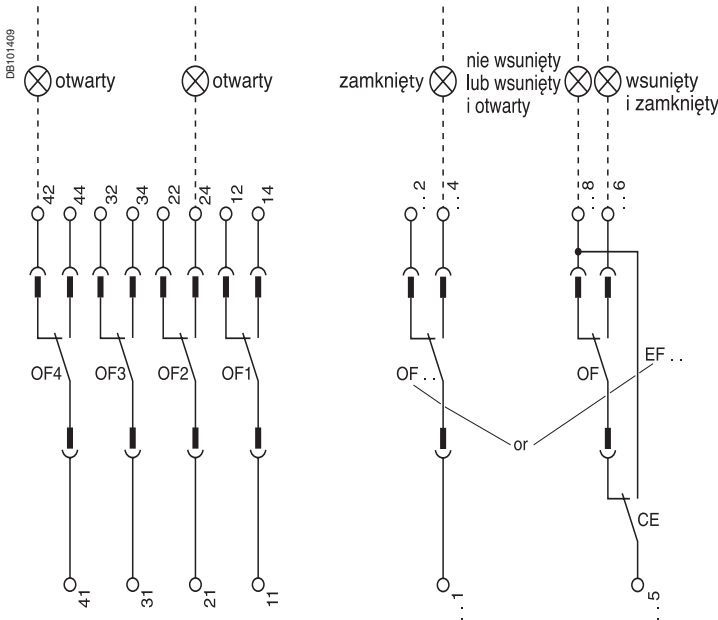 DB101409
otwarty
otwarty
zamknięty
nie wsunięty
lub wsunięty
i otwarty
wsunięty
i zamknięty
42
44
32
34
22
24
12
14
. . 2
. . 4
. . 8
. . 6
OF4
OF3
OF2
OF1
OF . .
OF
EF . .
or
CE
41
31
21
11
. . 1
. . 5